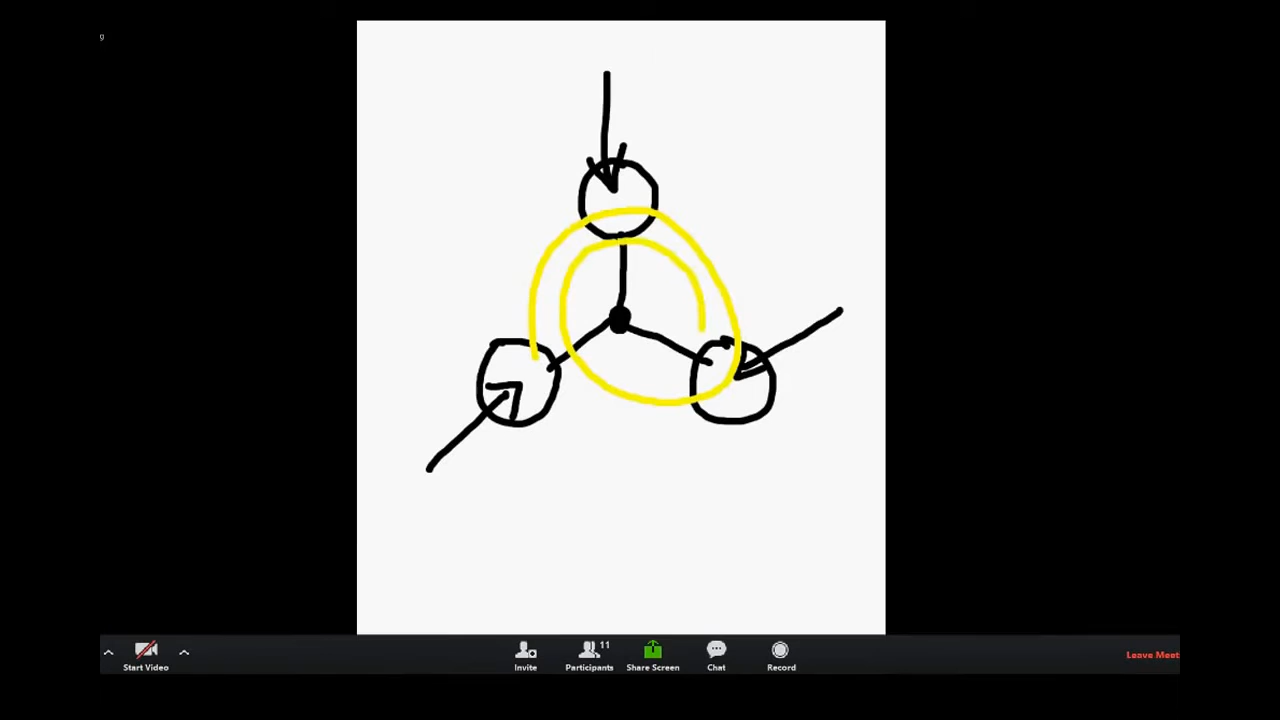 g
11
Start Video
Invite
Participants
Share Screen
Chat
Record
Leave Meet